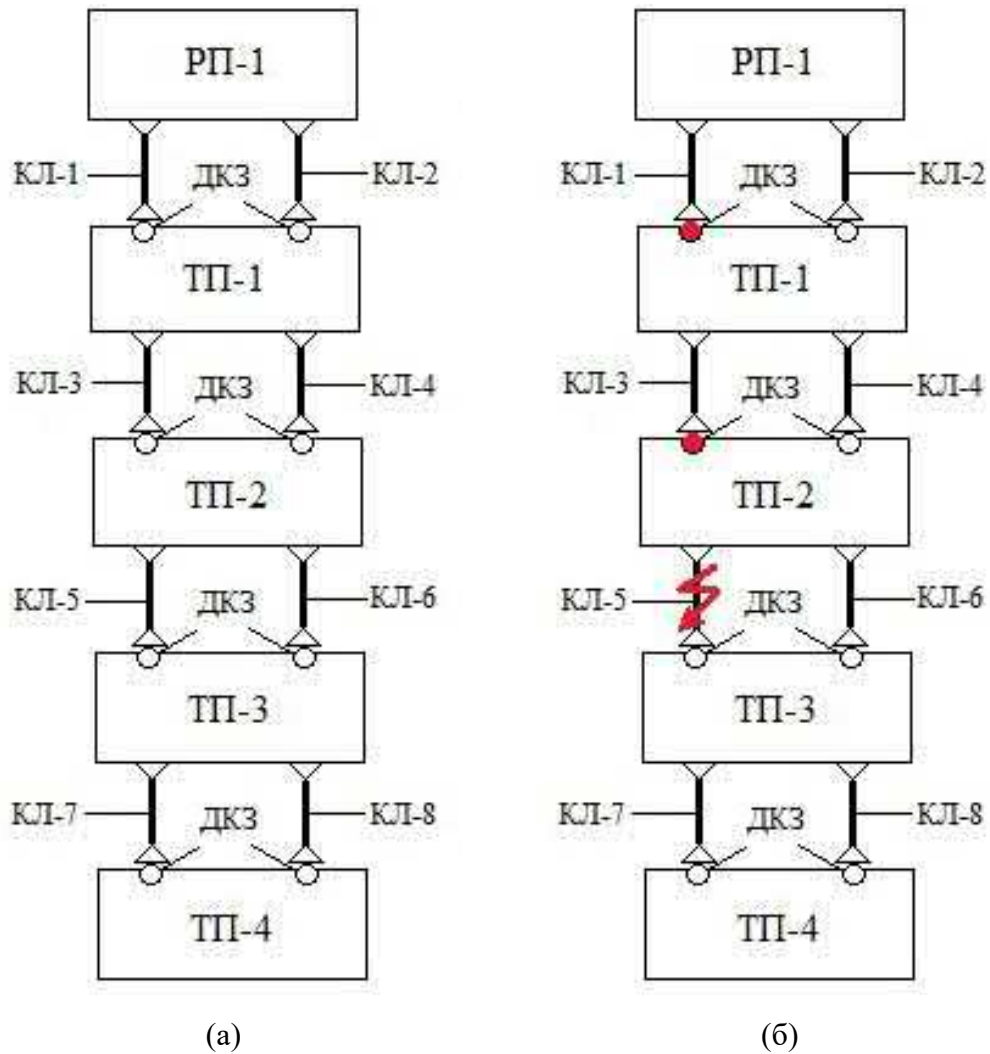 РП-1
КЛ-1 ДКЗ КЛ-2
ТП-1
КЛ-3 ДКЗ КЛ-4
ТП-2
КЛ-5 ДКЗ КЛ-6
ТП-3
КЛ-7 ДКЗ КЛ-8
ТП-4
(а)
РП-1
КЛ-1 ДКЗ КЛ-2
ТП-1
КЛ-3 ДКЗ КЛ-4
ТП-2
КЛ-5 ДКЗ КЛ-6
ТП-3
КЛ-7 ДКЗ КЛ-8
ТП-4
(б)